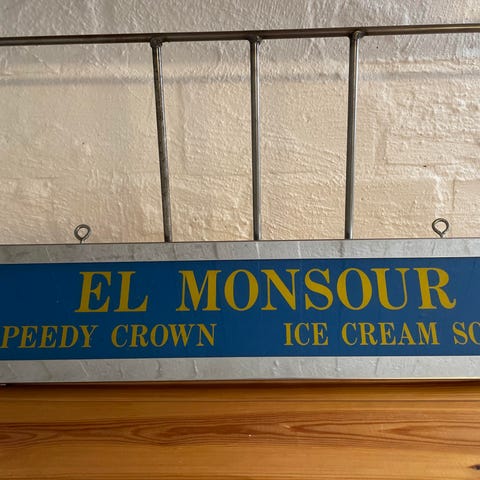 EL MONSOUR
PEEDY CROWN ICE CREAM SO